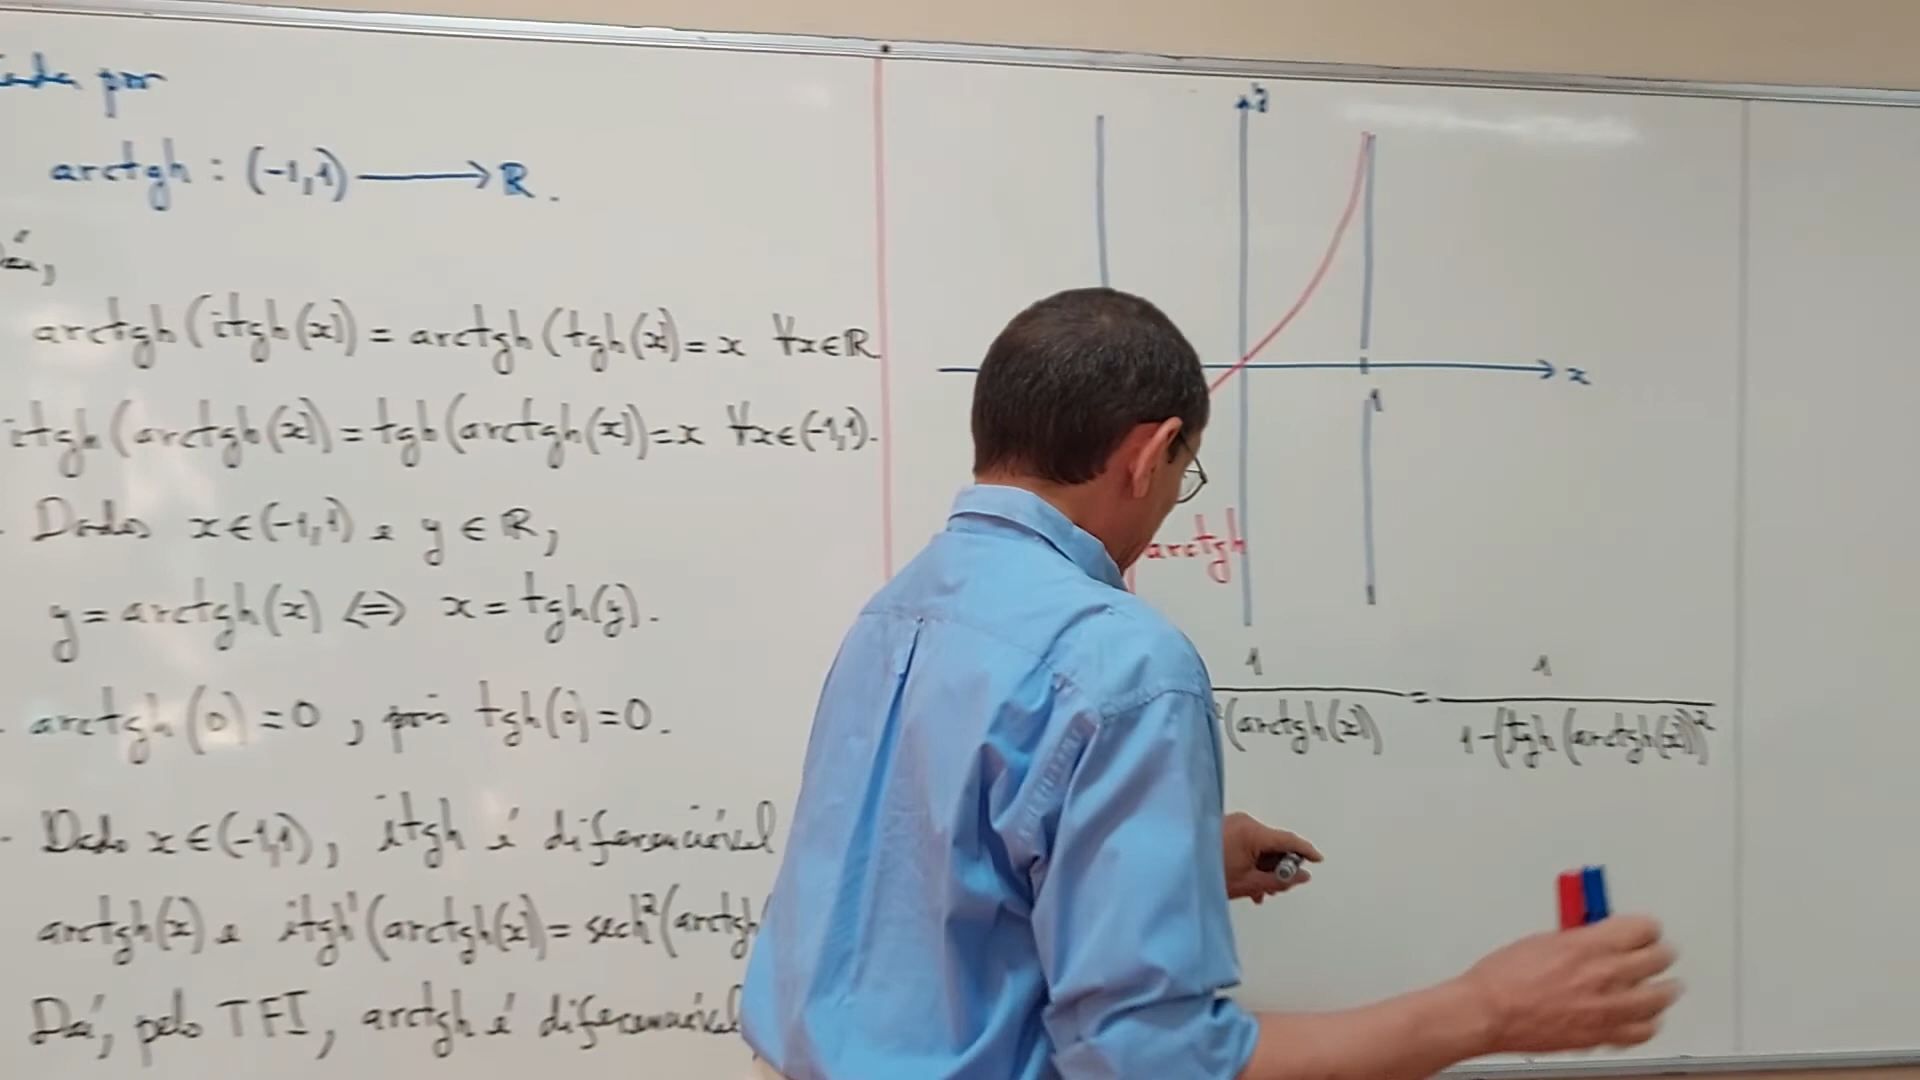 por
arctgh : (-1,1) ⟶ ℝ.
arctgh(itgh(x)) = arctgh(tgh(x) = x ∀x∈ℝ
itgh(arctgh(x)) = tgh(arctgh(x)) = x ∀x∈(-1,1).
Dados x∈(-1,1) e y∈ℝ,
y = arctgh(x) ⇔ x = tgh(y).
arctgh(0)=0, pois tgh(0)=0.
- Dado x∈(-1,1), itgh é diferenciável
arctgh(x) e itgh'(arctgh(x) = sech²(arctgh
Daí, pelo TFI, arctgh é diferenciável
y
x
1
arctgh
1 / (arctgh(x)) = 1 / 1-(tgh(arctgh(x)))²